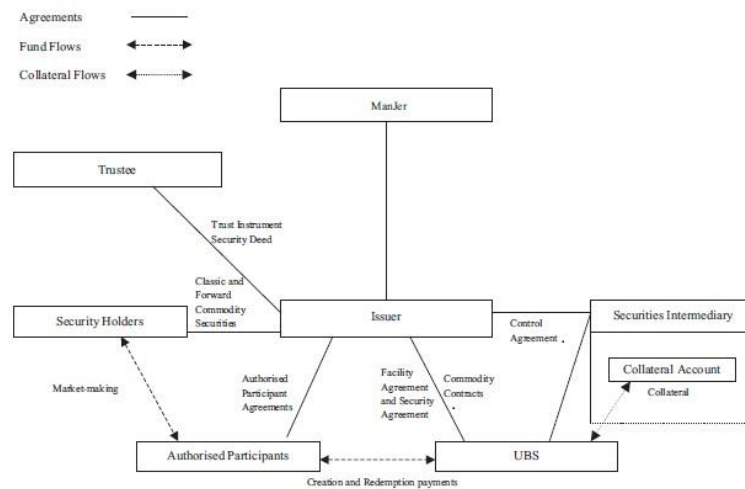 Agreements
Fund Flows
Collateral Flows
ManJer
Trustee
Trust Instrument
Security Deed
Classic and
Forward
Commodity
Securities
Security Holders
Issuer
Securities Intermediary
Control
Agreement .
Collateral Account
Collateral
Market-making
Authorised
Participant
Agreements
Facility
Agreement
and Security
Agreement
Commodity
Contracts
.
Authorised Participants
UBS
Creation and Redemption payments